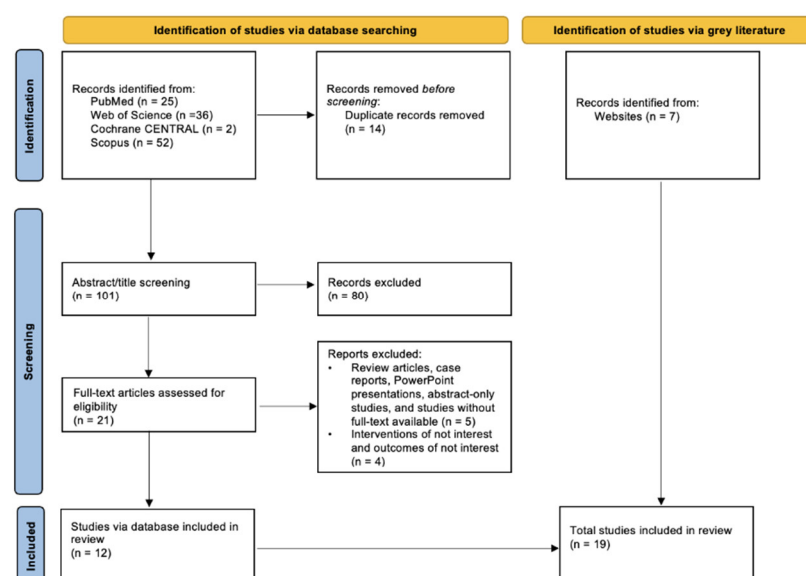 Identification of studies via database searching
Identification of studies via grey literature
Identification
Records identified from:
PubMed (n = 25)
Web of Science (n =36)
Cochrane CENTRAL (n = 2)
Scopus (n = 52)
Records removed before
screening:
Duplicate records removed
(n = 14)
Records identified from:
Websites (n = 7)
Screening
Abstract/title screening
(n = 101)
Records excluded
(n = 80)
Full-text articles assessed for
eligibility
(n = 21)
Reports excluded:
• Review articles, case
reports, PowerPoint
presentations, abstract-only
studies, and studies without
full-text available (n = 5)
• Interventions of not interest
and outcomes of not interest
(n = 4)
Included
Studies via database included in
review
(n = 12)
Total studies included in review
(n = 19)